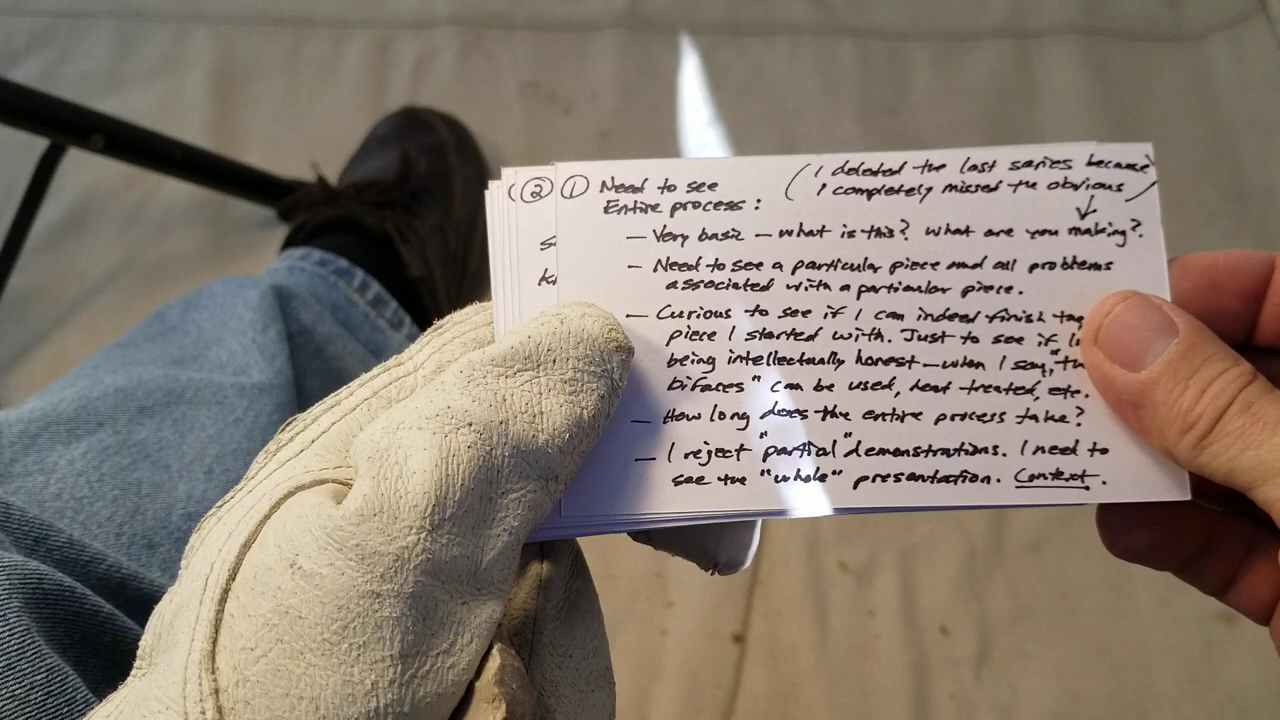 (2) (1) Need to see
Entire process:
(I deleted the last series because
I completely missed the obvious)
— Very basic — what is this? What are you making?.
— Need to see a particular piece and all problems
associated with a particular piece.
— Curious to see if I can indeed finish the
piece I started with. Just to see if
being intellectually honest — when I say, "the
bifaces" can be used, heat treated, etc.
— How long does the entire process take?
— I reject "partial" demonstrations. I need to
see the "whole" presentation. Context.